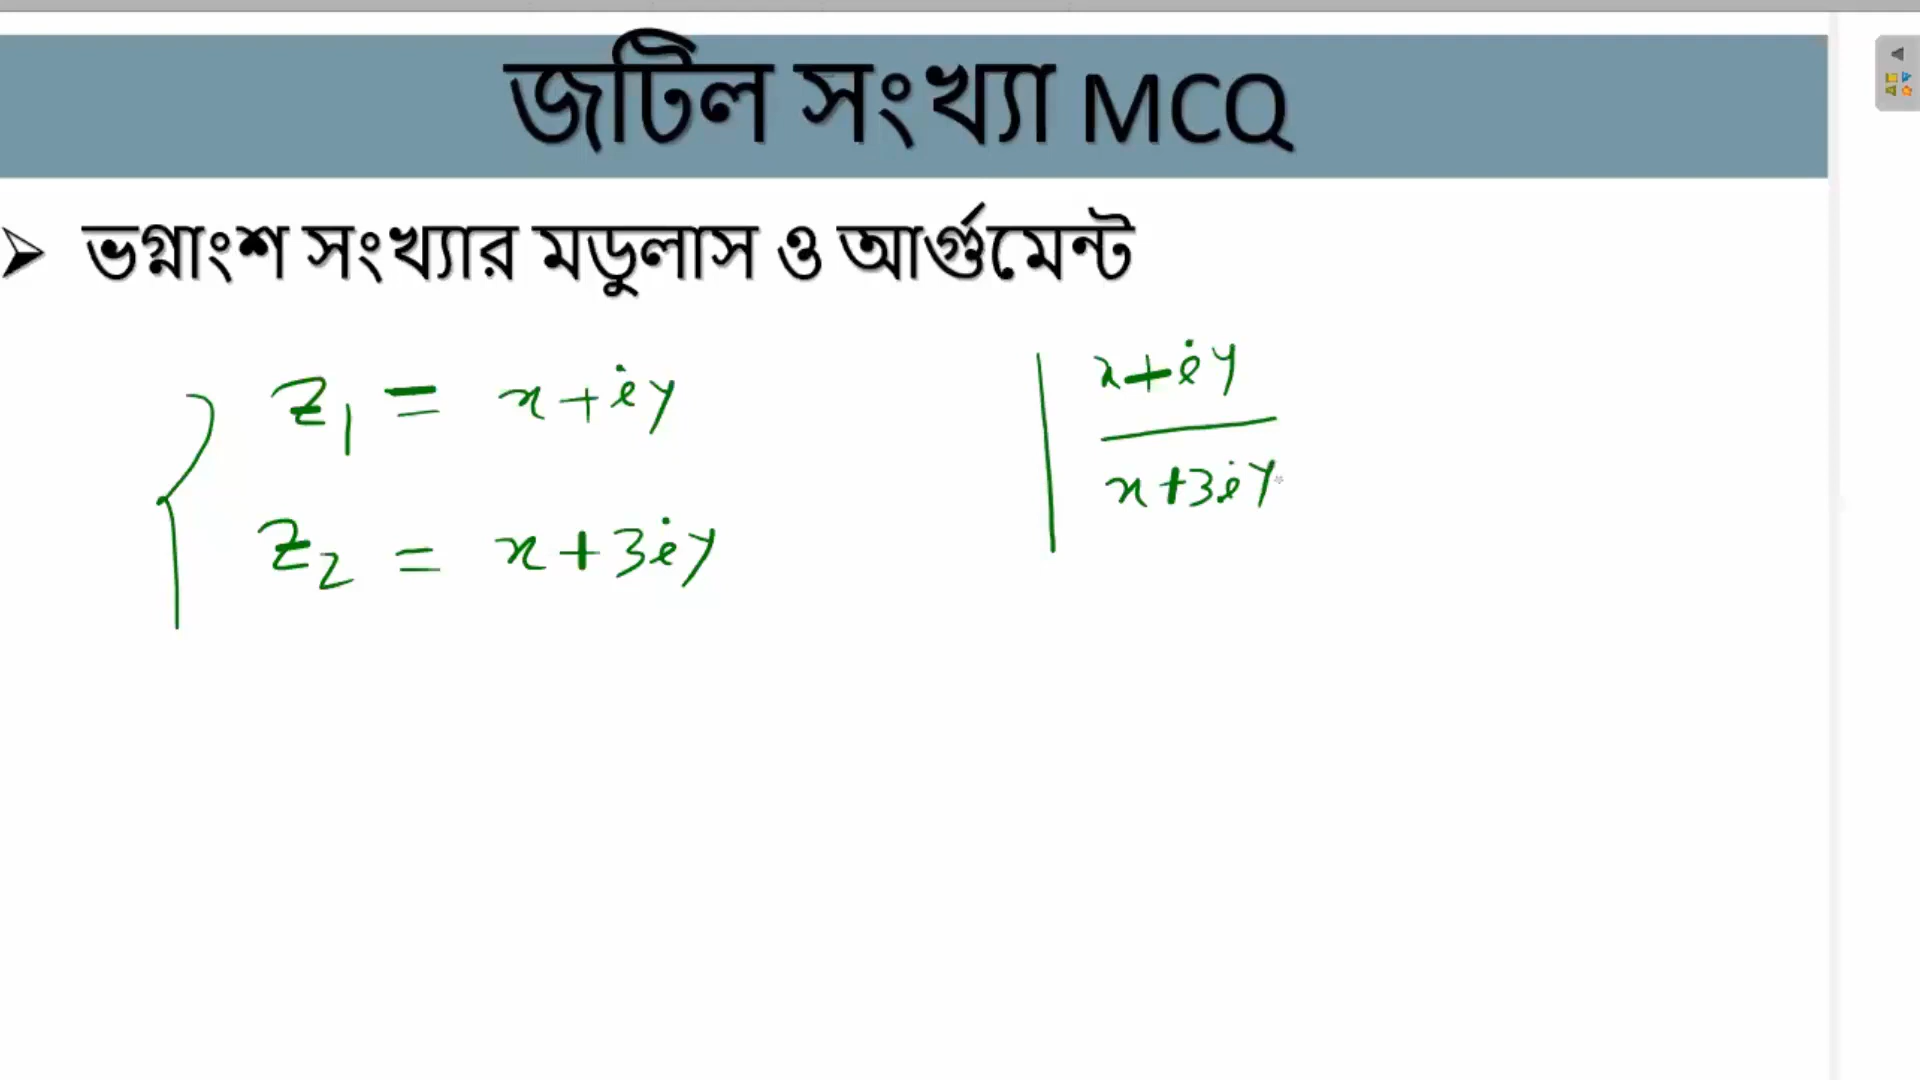 জটিল সংখ্যা MCQ
➤ ভগ্নাংশ সংখ্যার মডুলাস ও আর্গুমেন্ট
z₁ = x+iy
z₂ = x+3iy
| x+iy
x+3iy